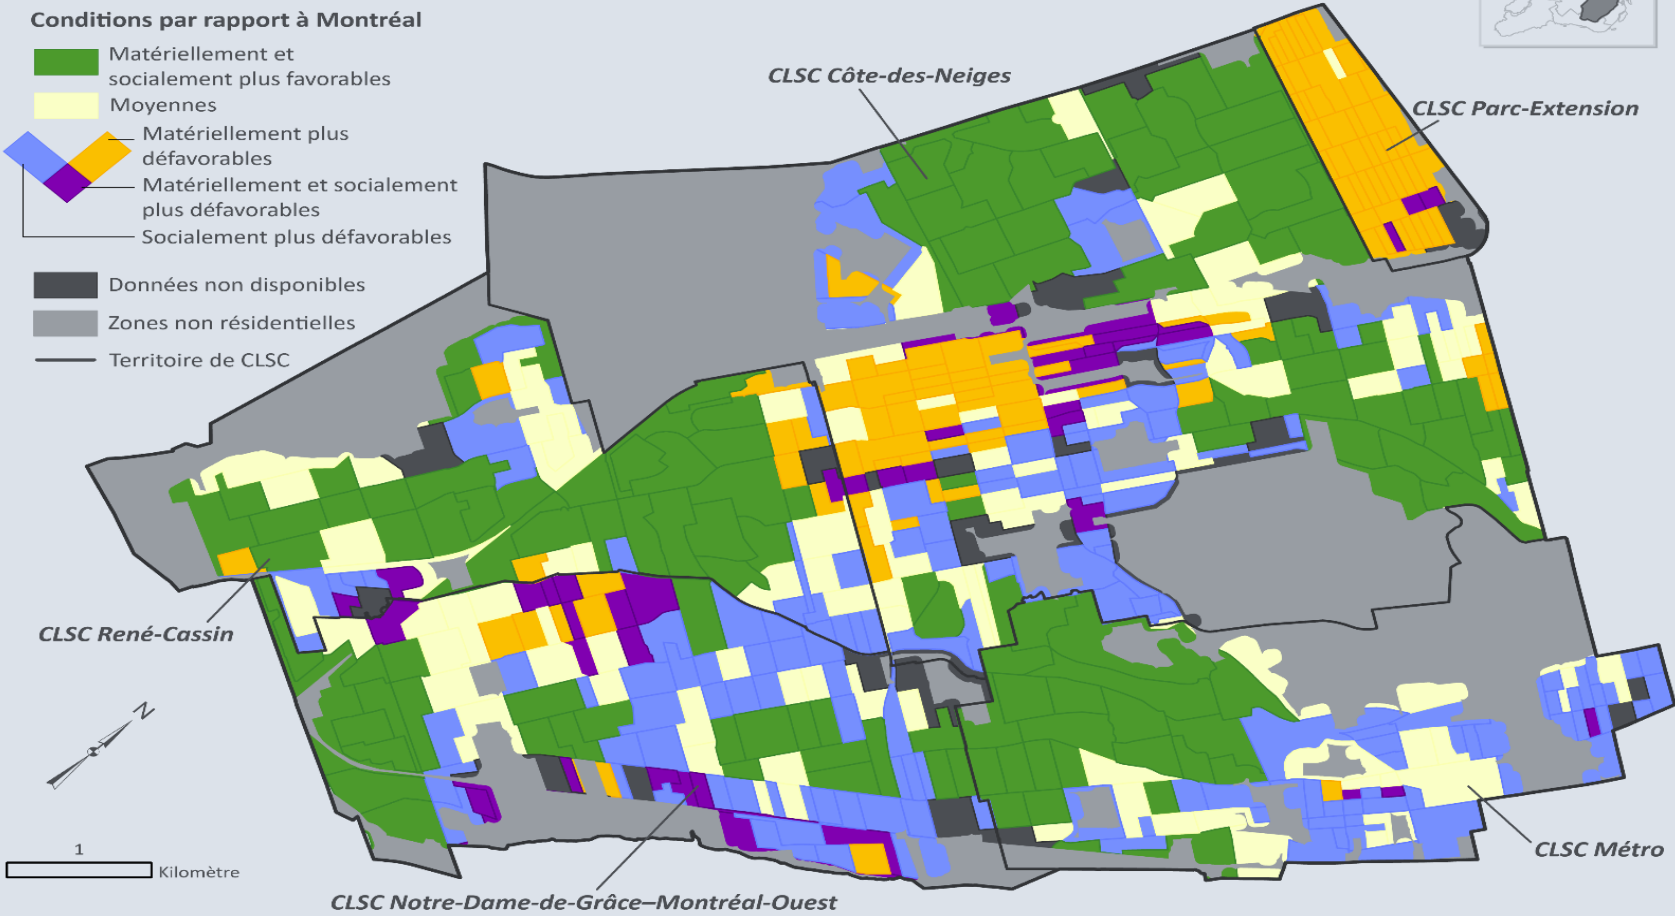 Conditions par rapport à Montréal
Matériellement et
socialement plus favorables
Moyennes
Matériellement plus
défavorables
Matériellement et socialement
plus défavorables
Socialement plus défavorables
Données non disponibles
Zones non résidentielles
Territoire de CLSC
CLSC Côte-des-Neiges
CLSC Parc-Extension
CLSC René-Cassin
N
1
Kilomètre
CLSC Métro
CLSC Notre-Dame-de-Grâce–Montréal-Ouest